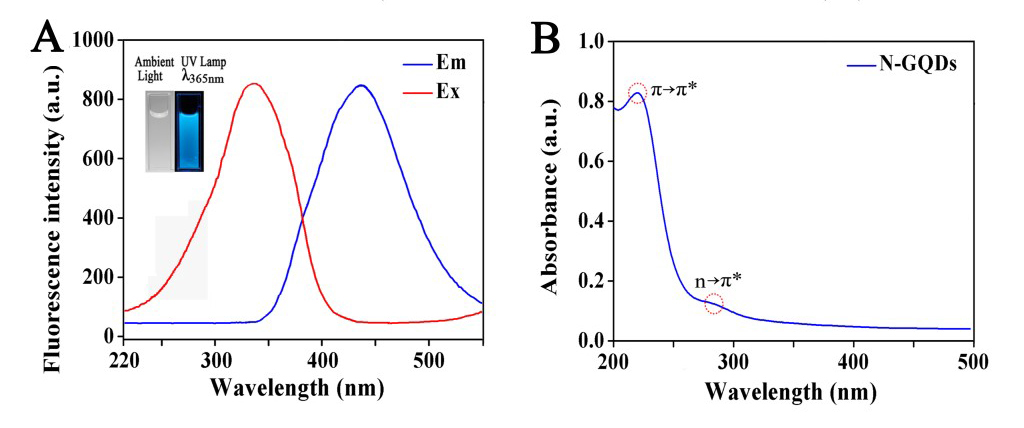 A
1000
800
600
400
200
0
Fluorescence intensity (a.u.)
Ambient
Light
UV Lamp
λ365nm
Em
Ex
220
300
400
500
Wavelength (nm)
B
1.0
0.8
0.6
0.4
0.2
0.0
Absorbance (a.u.)
N-GQDs
π→π*
n→π*
200
300
400
500
Wavelength (nm)